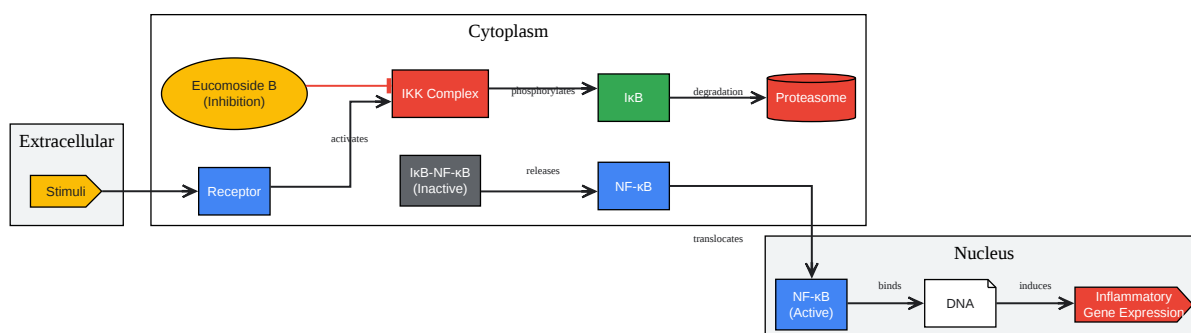 Cytoplasm
Eucomoside B
(Inhibition)
IKK Complex
phosphorylates
IκB
degradation
Proteasome
Extracellular
activates
Stimuli
Receptor
IκB-NF-κB
(Inactive)
releases
NF-κB
translocates
Nucleus
NF-κB
(Active)
binds
DNA
induces
Inflammatory
Gene Expression